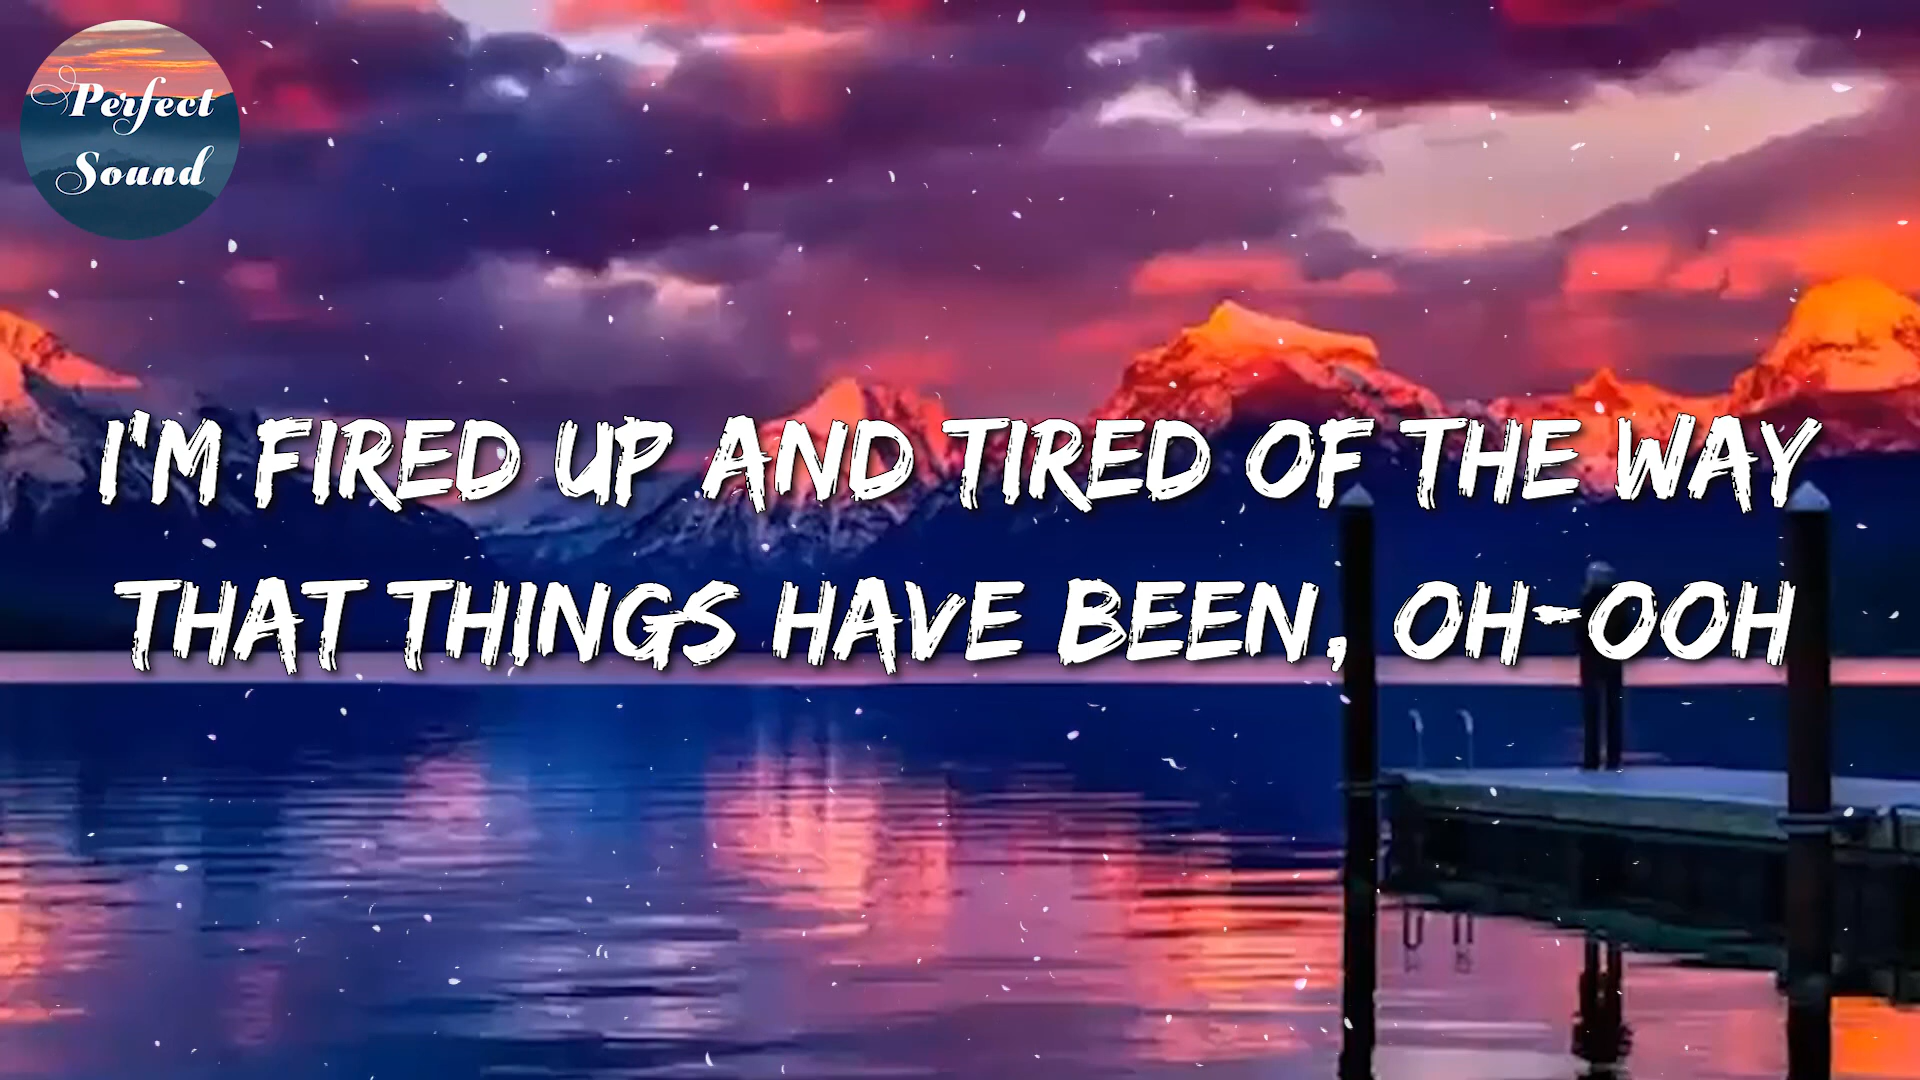 Perfect
Sound
I'M FIRED UP AND TIRED OF THE WAY
THAT THINGS HAVE BEEN, OH-OOH